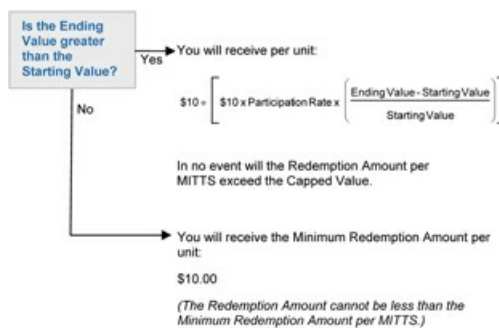 Is the Ending
Value greater
than the
Starting Value?
Yes
You will receive per unit:
$10 + [ $10 x Participation Rate x ( Ending Value - Starting Value
Starting Value ) ]
In no event will the Redemption Amount per
MITTS exceed the Capped Value.
No
You will receive the Minimum Redemption Amount per
unit:
$10.00
(The Redemption Amount cannot be less than the
Minimum Redemption Amount per MITTS.)